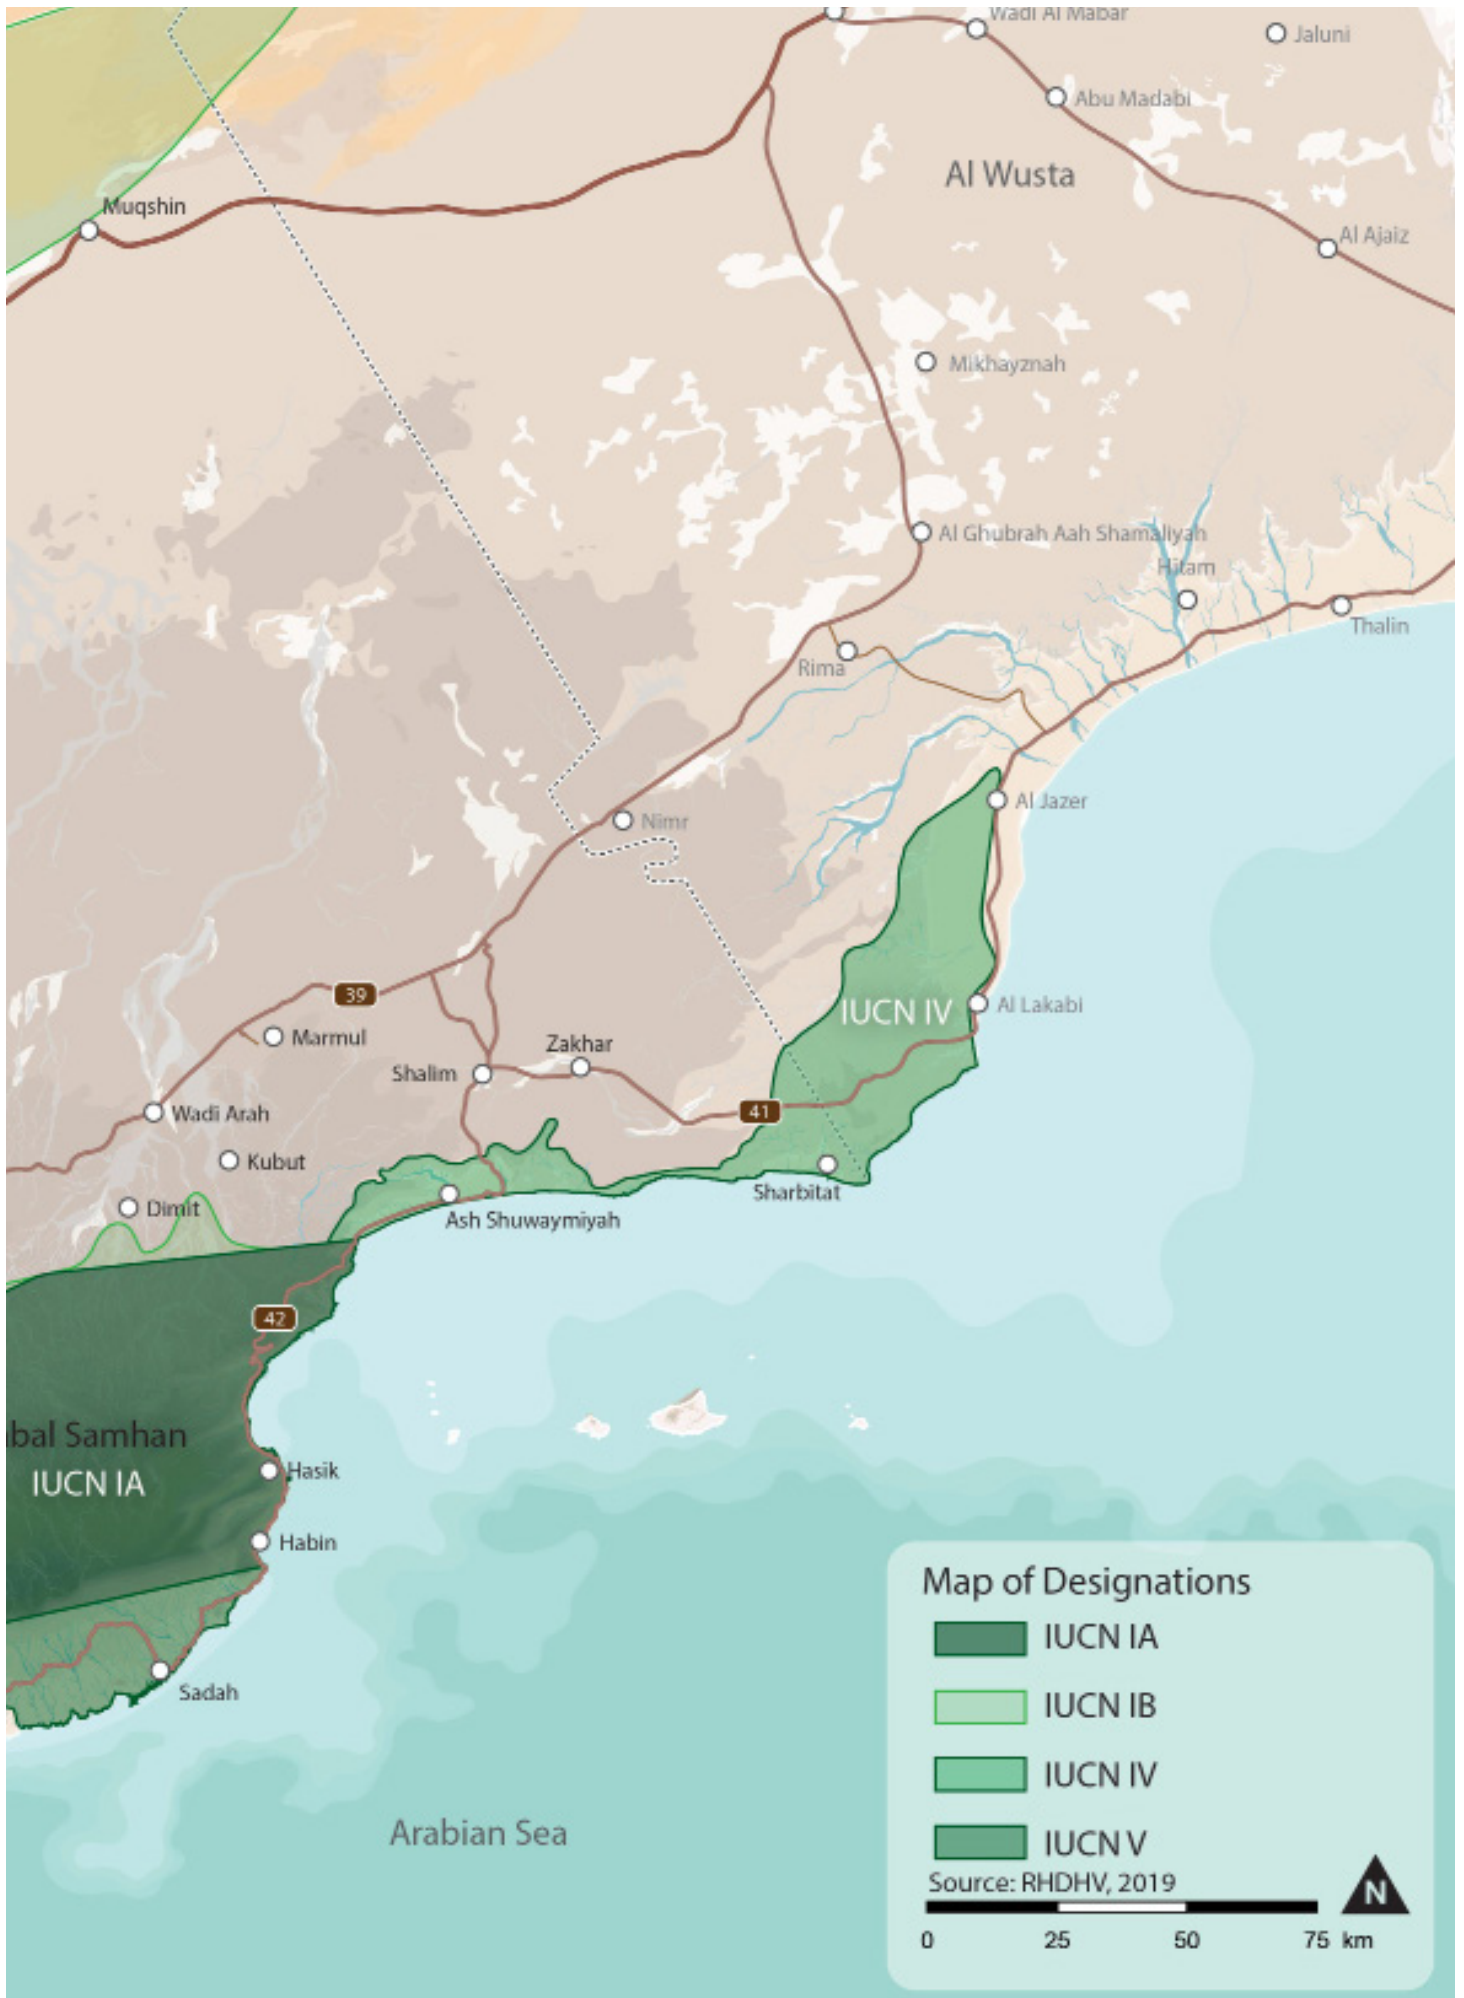 Wadi Al Mabar
Jaluni
Abu Madabi
Al Wusta
Muqshin
Al Ajaiz
Mikhayznah
Al Ghubrah Aah Shamaliyah
Hitam
Thalin
Rima
Al Jazer
Nimr
39
IUCN IV
Al Lakabi
Marmul
Zakhar
Shalim
41
Wadi Arah
Kubut
Sharbitat
Dimit
Ash Shuwaymiyah
42
bal Samhan
IUCN IA
Hasik
Habin
Sadah
Arabian Sea
Map of Designations
IUCN IA
IUCN IB
IUCN IV
IUCN V
Source: RHDHV, 2019
N
0 25 50 75 km